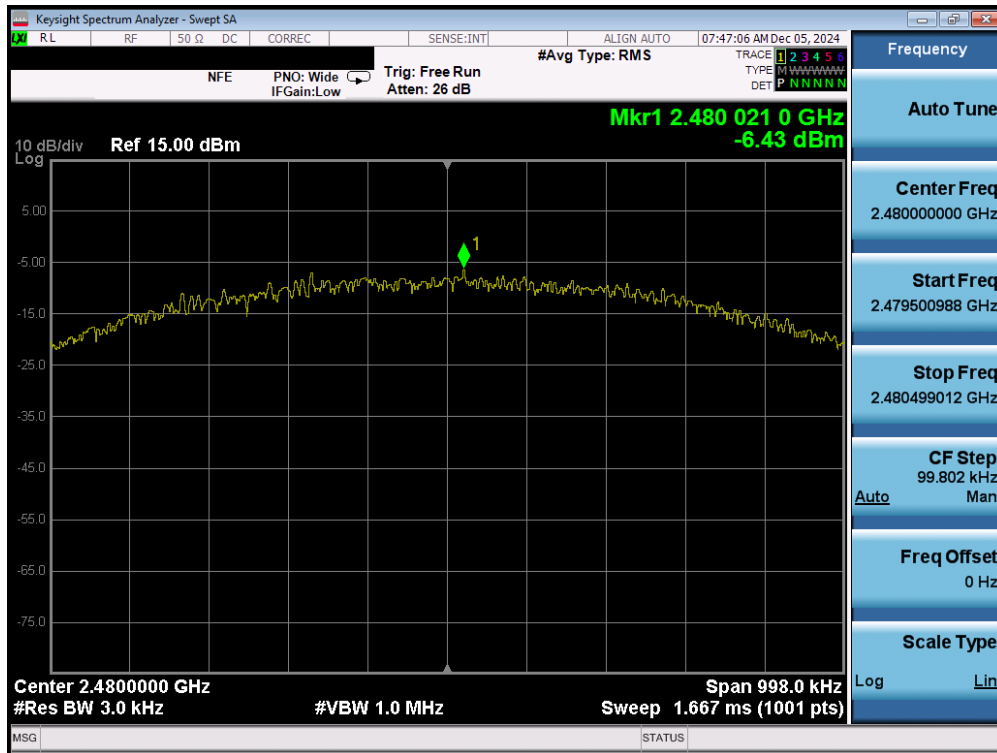 Keysight Spectrum Analyzer - Swept SA
LXI RL RF 50 Ω DC CORREC SENSE:INT ALIGN AUTO 07:47:06 AM Dec 05, 2024
NFE
PNO: Wide
IFGain:Low
Trig: Free Run
Atten: 26 dB
#Avg Type: RMS
TRACE 1 2 3 4 5 6
TYPE M WWWWW
DET P N N N N N
Frequency
Mkr1 2.480 021 0 GHz
-6.43 dBm
10 dB/div Ref 15.00 dBm
Log
5.00
-5.00
-15.0
-25.0
-35.0
-45.0
-55.0
-65.0
-75.0
1
Center 2.4800000 GHz Span 998.0 kHz
#Res BW 3.0 kHz #VBW 1.0 MHz Sweep 1.667 ms (1001 pts)
Auto Tune
Center Freq
2.480000000 GHz
Start Freq
2.479500988 GHz
Stop Freq
2.480499012 GHz
CF Step
99.802 kHz
Auto Man
Freq Offset
0 Hz
Scale Type
Log Lin
MSG STATUS